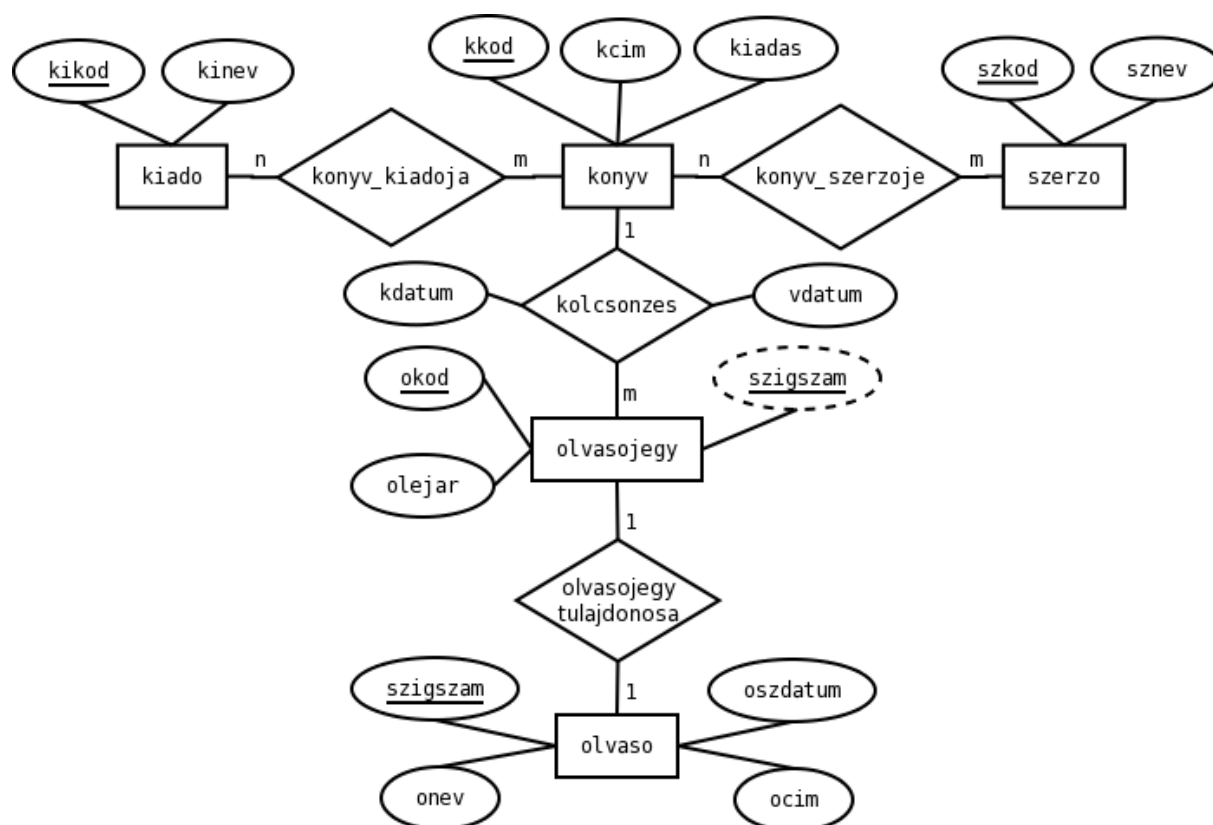 kikod
kinev
kkod
kcim
kiadas
szkod
sznev
kiado
n
konyv_kiadoja
m
konyv
n
konyv_szerzoje
m
szerzo
1
kdatum
kolcsonzes
vdatum
okod
m
szigszam
olvasojegy
olejar
1
olvasojegy
tulajdonosa
szigszam
1
oszdatum
olvaso
onev
ocim